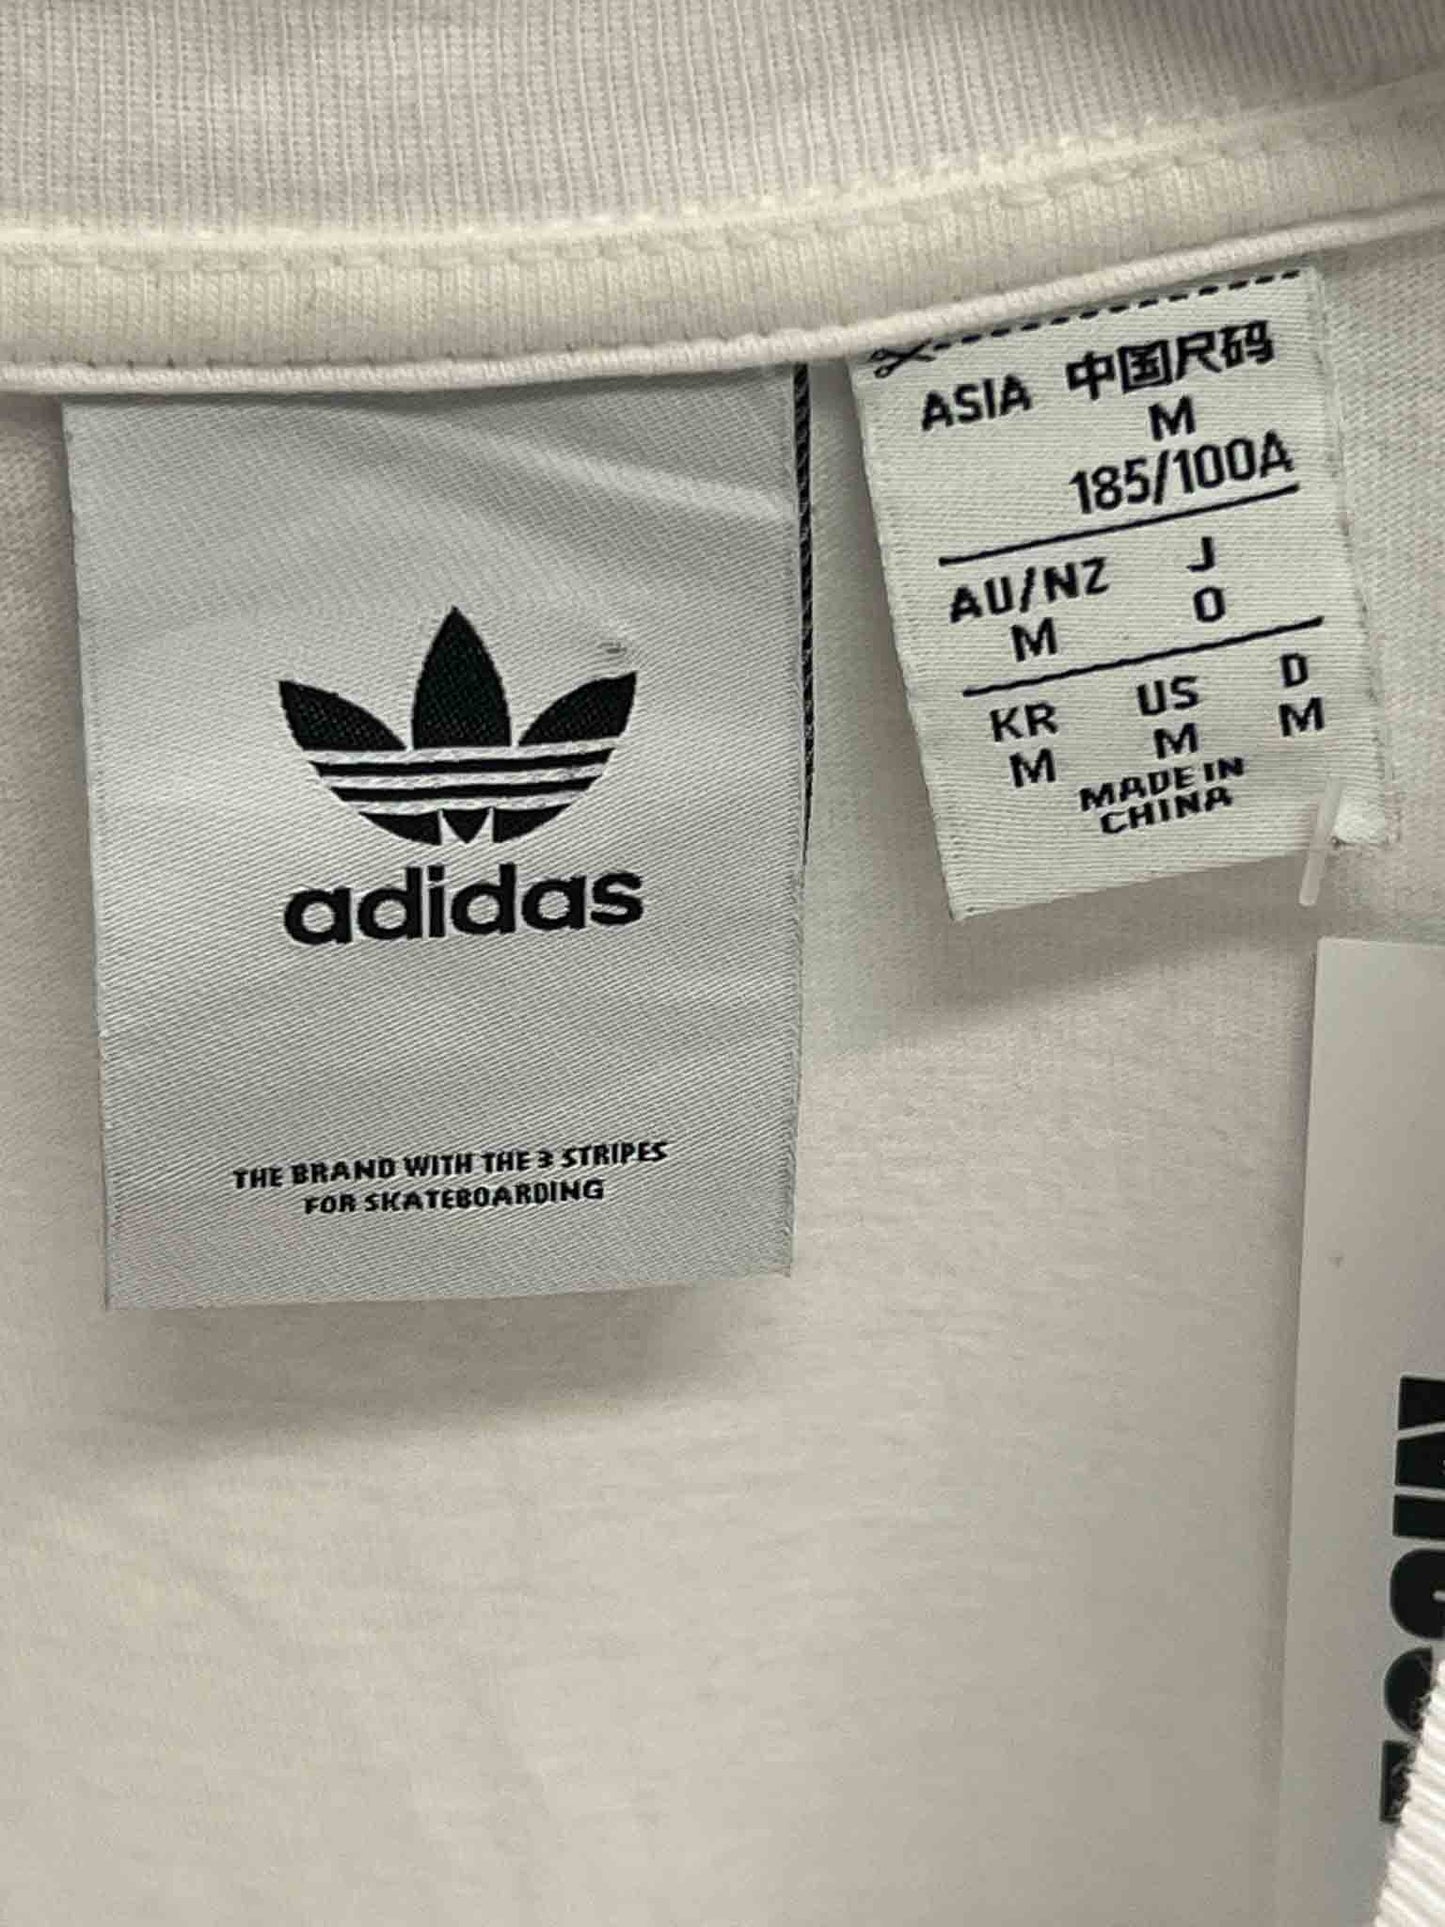 adidas
THE BRAND WITH THE 3 STRIPES
FOR SKATEBOARDING
ASIA 中国尺码
M
185/100A
AU/NZ J
M O
KR US D
M M M
MADE IN
CHINA